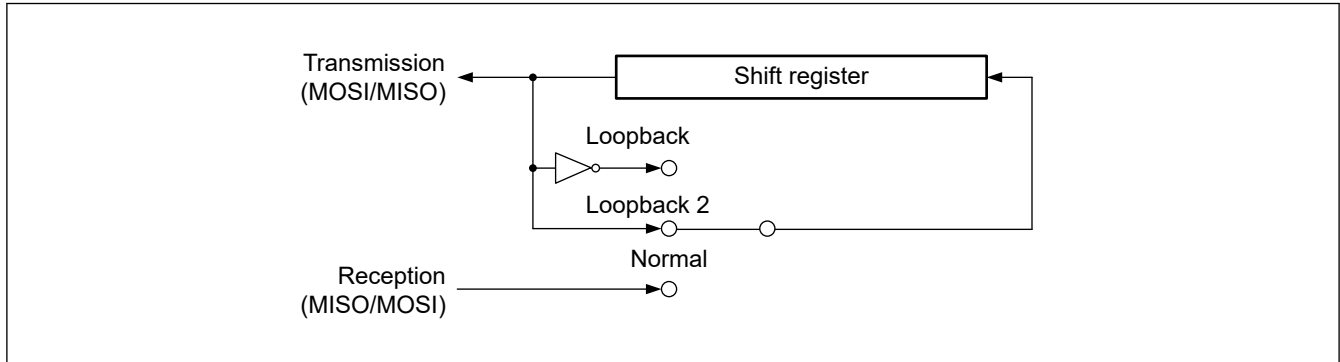 Transmission
(MOSI/MISO)
Shift register
Loopback
Loopback 2
Normal
Reception
(MISO/MOSI)